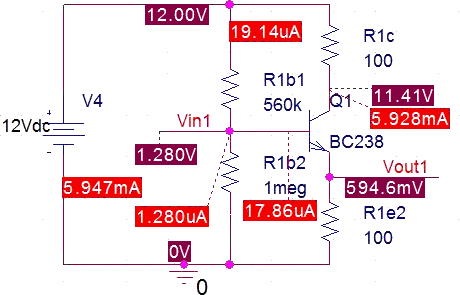 12.00V
19.14uA
R1c
100
V4
R1b1
560k
Q1
11.41V
5.928mA
12Vdc
Vin1
BC238
1.280V
R1b2
1meg
Vout1
594.6mV
5.947mA
1.280uA
17.86uA
R1e2
100
0V
0